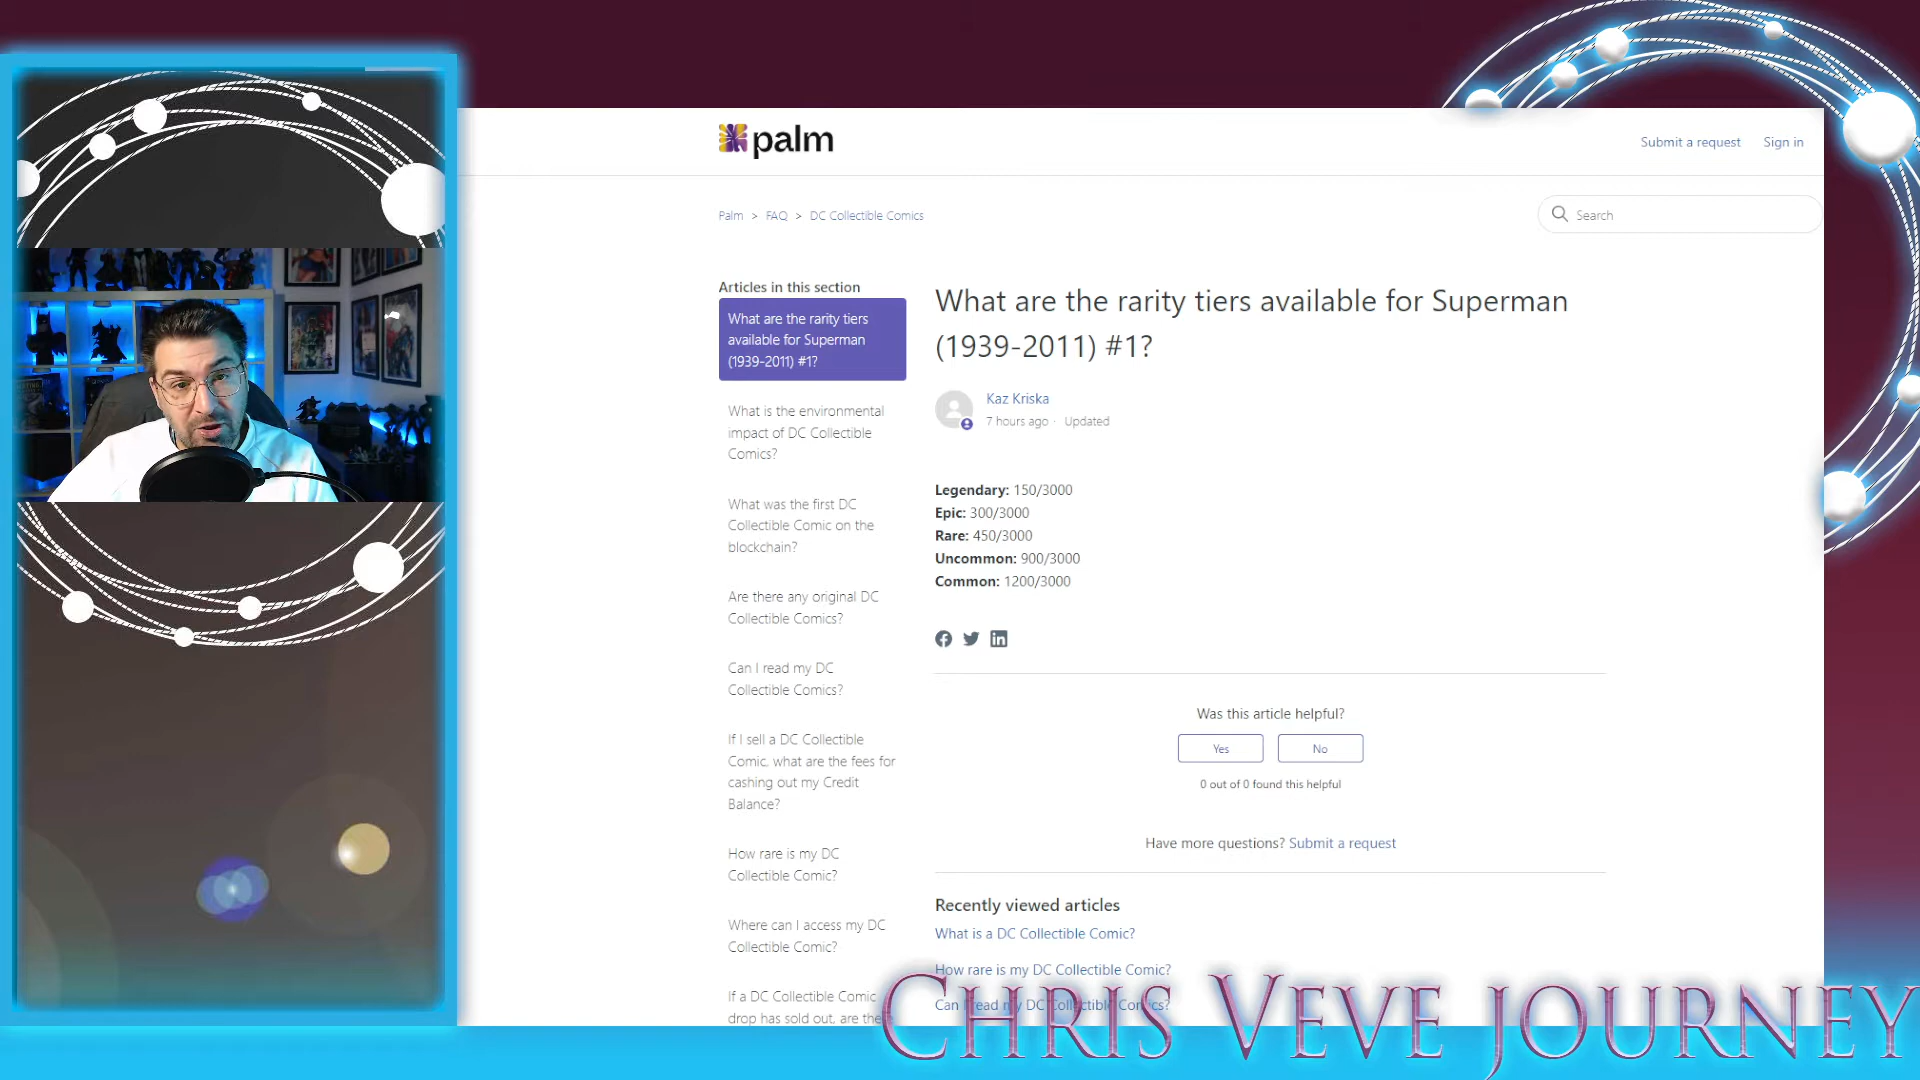 palm
Submit a request
Sign in
Palm > FAQ > DC Collectible Comics
Search
Articles in this section
What are the rarity tiers
available for Superman
(1939-2011) #1?
What is the environmental
impact of DC Collectible
Comics?
What was the first DC
Collectible Comic on the
blockchain?
Are there any original DC
Collectible Comics?
Can I read my DC
Collectible Comics?
If I sell a DC Collectible
Comic, what are the fees for
cashing out my Credit
Balance?
How rare is my DC
Collectible Comic?
Where can I access my DC
Collectible Comic?
If a DC Collectible Comic
drop has sold out, are
What are the rarity tiers available for Superman
(1939-2011) #1?
Kaz Kriska
7 hours ago · Updated
Legendary: 150/3000
Epic: 300/3000
Rare: 450/3000
Uncommon: 900/3000
Common: 1200/3000
Was this article helpful?
Yes
No
0 out of 0 found this helpful
Have more questions? Submit a request
Recently viewed articles
What is a DC Collectible Comic?
How rare is my DC Collectible Comic?
Can I read my DC Collectible Comics?
CHRIS VEVE JOURNEY